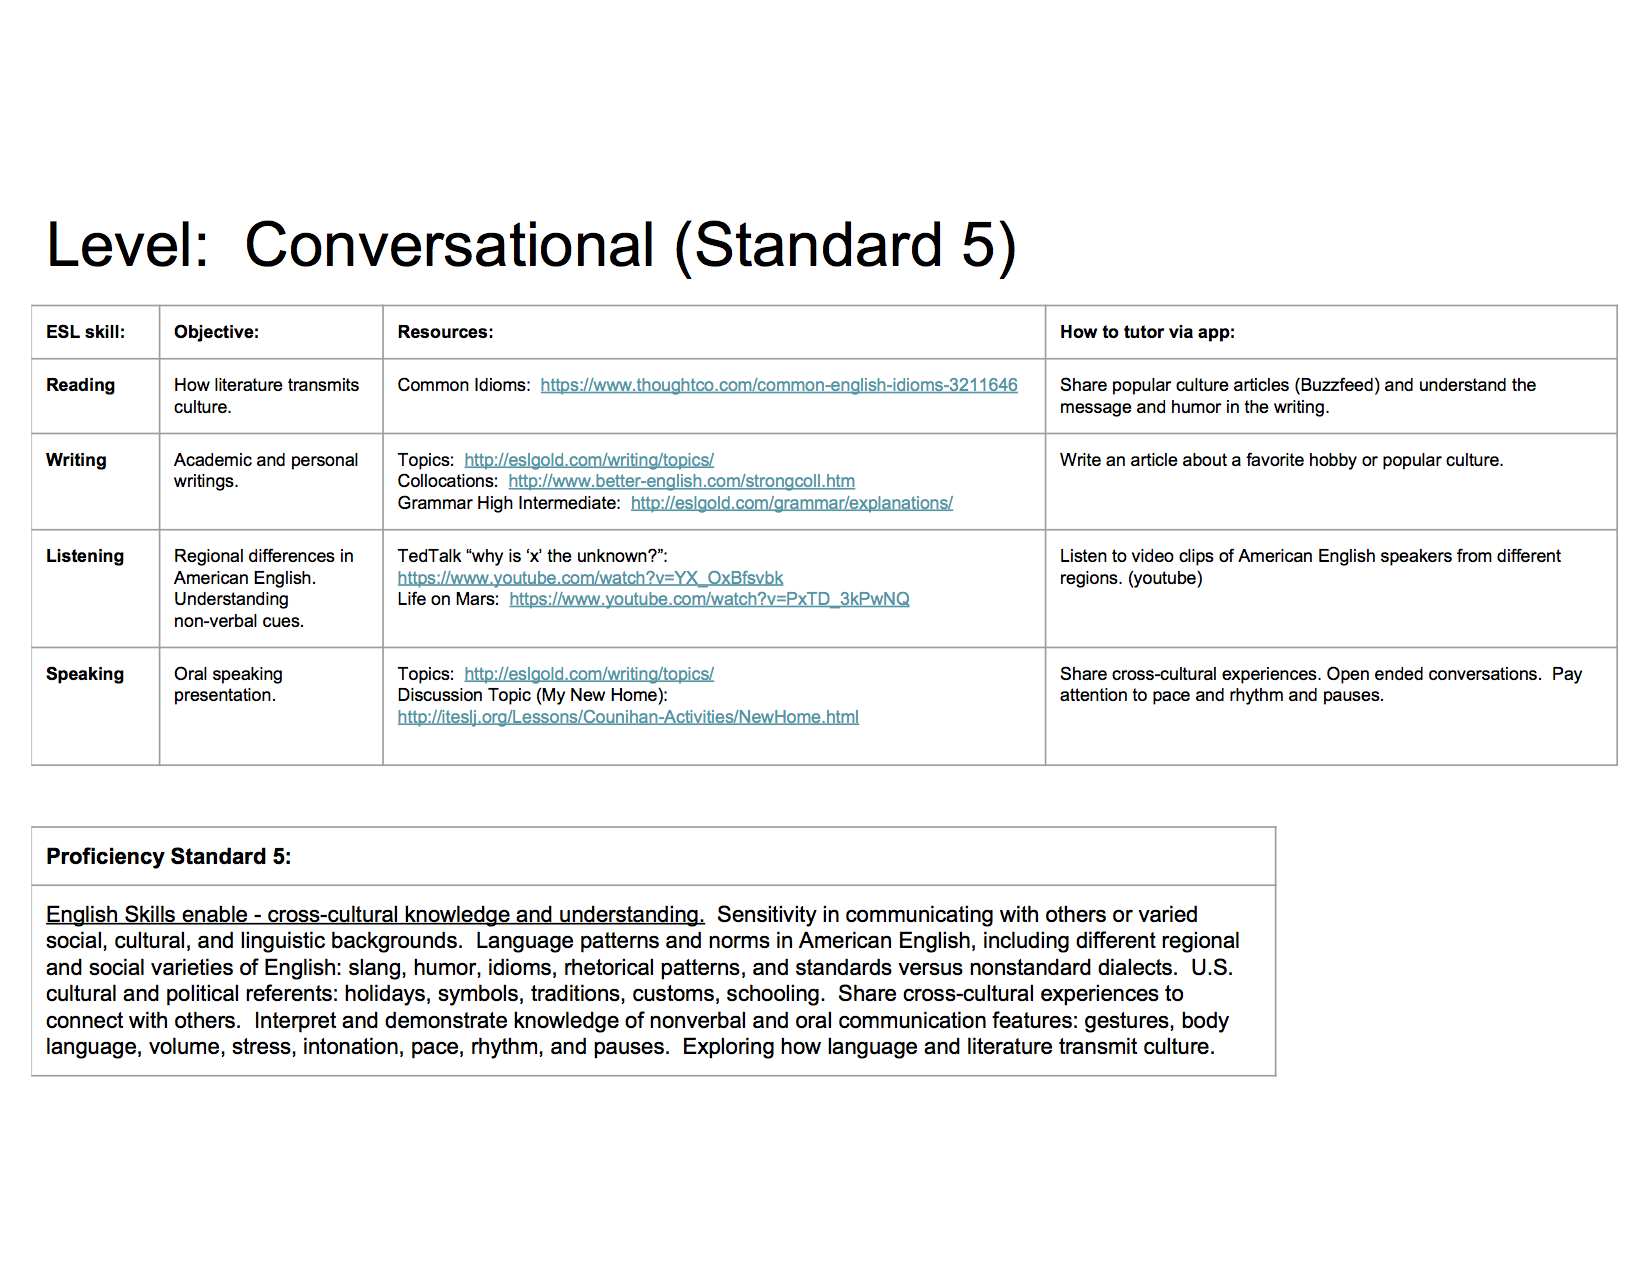 Level:  Conversational (Standard 5)
ESL skill:
Objective:
Resources:
How to tutor via app:
Reading
How literature transmits
culture.
Common Idioms:  https://www.thoughtco.com/common-english-idioms-3211646
Share popular culture articles (Buzzfeed) and understand the
message and humor in the writing.
Writing
Academic and personal
writings.
Topics:  http://eslgold.com/writing/topics/
Collocations:  http://www.better-english.com/strongcoll.htm
Grammar High Intermediate:  http://eslgold.com/grammar/explanations/
Write an article about a favorite hobby or popular culture.
Listening
Regional differences in
American English.
Understanding
non-verbal cues.
TedTalk “why is ‘x’ the unknown?”:
https://www.youtube.com/watch?v=YX_OxBfsvbk
Life on Mars:  https://www.youtube.com/watch?v=PxTD_3kPwNQ
Listen to video clips of American English speakers from different
regions. (youtube)
Speaking
Oral speaking
presentation.
Topics:  http://eslgold.com/writing/topics/
Discussion Topic (My New Home):
http://iteslj.org/Lessons/Counihan-Activities/NewHome.html
Share cross-cultural experiences. Open ended conversations.  Pay
attention to pace and rhythm and pauses.
Proficiency Standard 5:
English Skills enable - cross-cultural knowledge and understanding.  Sensitivity in communicating with others or varied
social, cultural, and linguistic backgrounds.  Language patterns and norms in American English, including different regional
and social varieties of English: slang, humor, idioms, rhetorical patterns, and standards versus nonstandard dialects.  U.S.
cultural and political referents: holidays, symbols, traditions, customs, schooling.  Share cross-cultural experiences to
connect with others.  Interpret and demonstrate knowledge of nonverbal and oral communication features: gestures, body
language, volume, stress, intonation, pace, rhythm, and pauses.  Exploring how language and literature transmit culture.